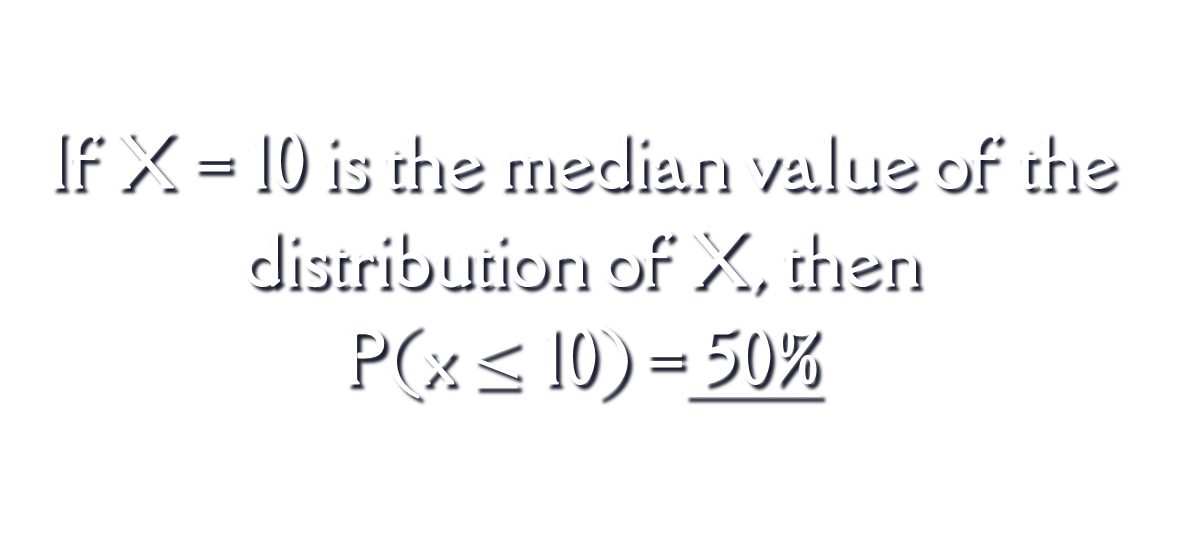 If X = 10 is the median value of the
distribution of X, then
P(x ≤ 10) = 50%